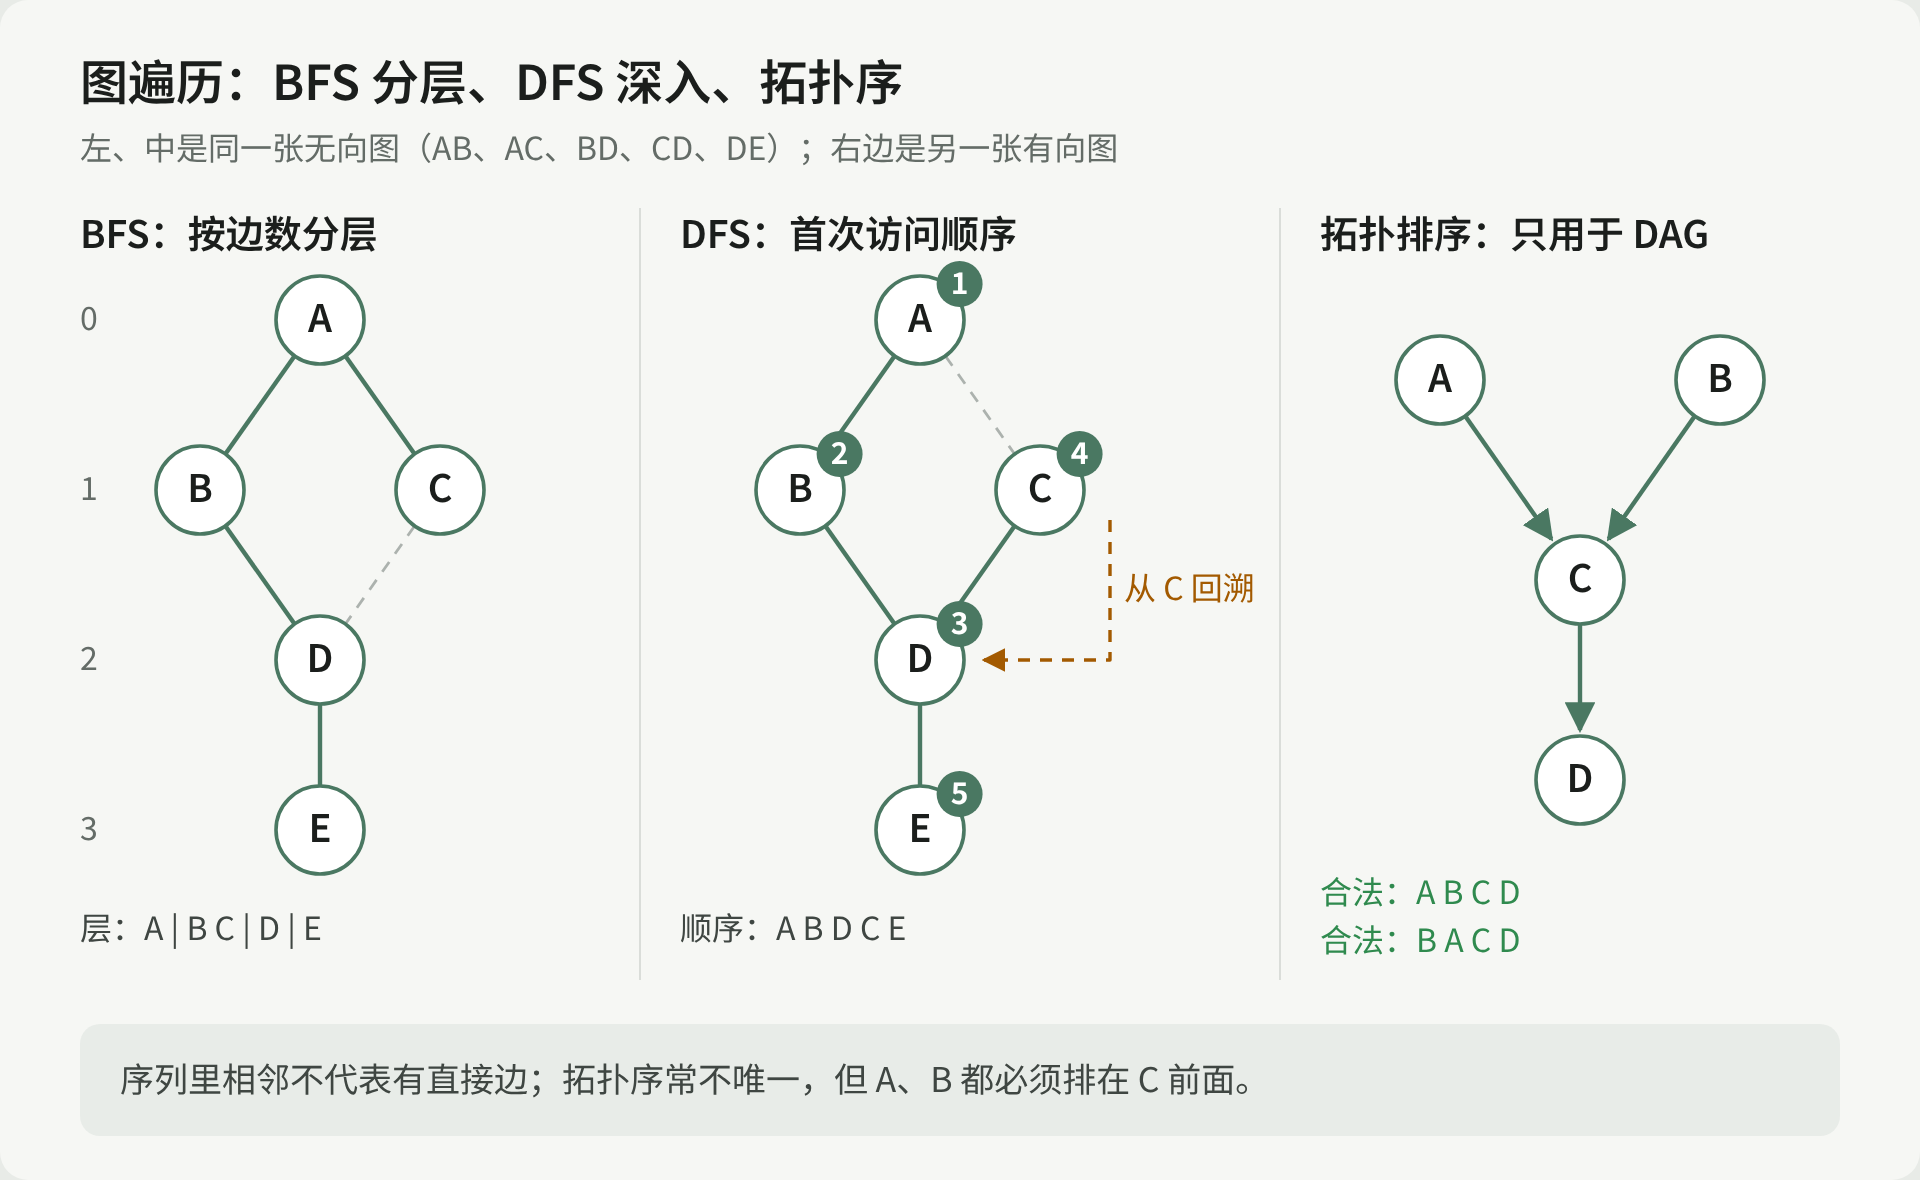 图遍历：BFS 分层、DFS 深入、拓扑序
左、中是同一张无向图（AB、AC、BD、CD、DE）；右边是另一张有向图
BFS：按边数分层
0
A
1
B
C
2
D
3
E
层：A | B C | D | E
DFS：首次访问顺序
A
1
B
2
C
4
从 C 回溯
D
3
E
5
顺序：A B D C E
拓扑排序：只用于 DAG
A
B
C
D
合法：A B C D
合法：B A C D
序列里相邻不代表有直接边；拓扑序常不唯一，但 A、B 都必须排在 C 前面。